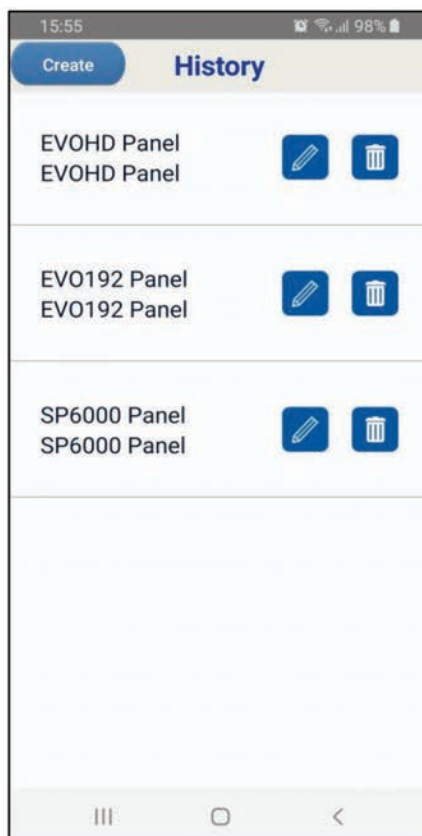 15:55 98%
Create History
EVOHD Panel
EVOHD Panel
EVO192 Panel
EVO192 Panel
SP6000 Panel
SP6000 Panel